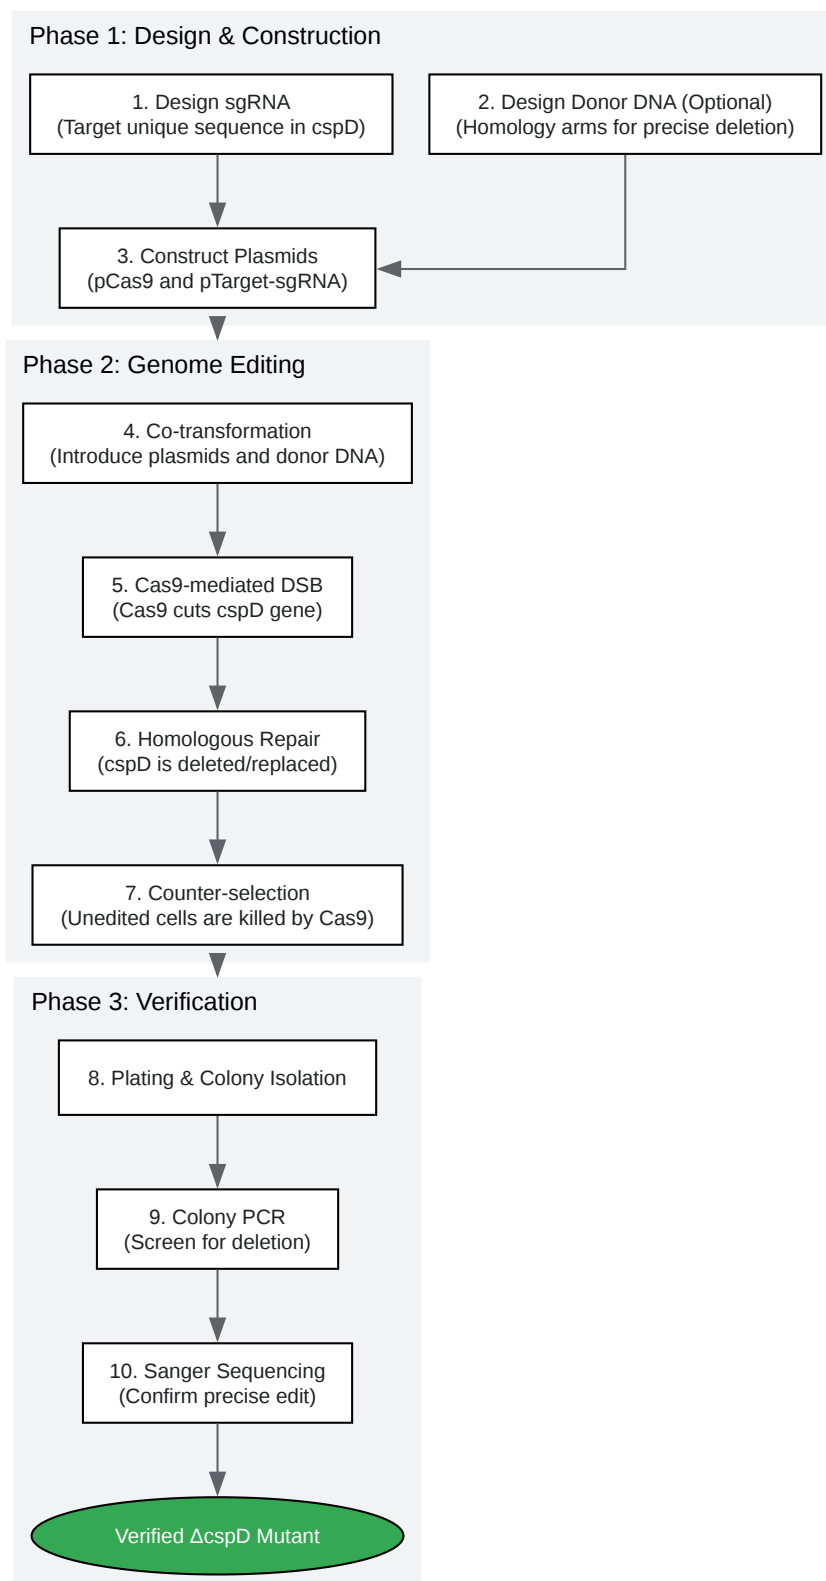 Phase 1: Design & Construction
1. Design sgRNA
(Target unique sequence in cspD)
2. Design Donor DNA (Optional)
(Homology arms for precise deletion)
3. Construct Plasmids
(pCas9 and pTarget-sgRNA)
Phase 2: Genome Editing
4. Co-transformation
(Introduce plasmids and donor DNA)
5. Cas9-mediated DSB
(Cas9 cuts cspD gene)
6. Homologous Repair
(cspD is deleted/replaced)
7. Counter-selection
(Unedited cells are killed by Cas9)
Phase 3: Verification
8. Plating & Colony Isolation
9. Colony PCR
(Screen for deletion)
10. Sanger Sequencing
(Confirm precise edit)
Verified ΔcspD Mutant